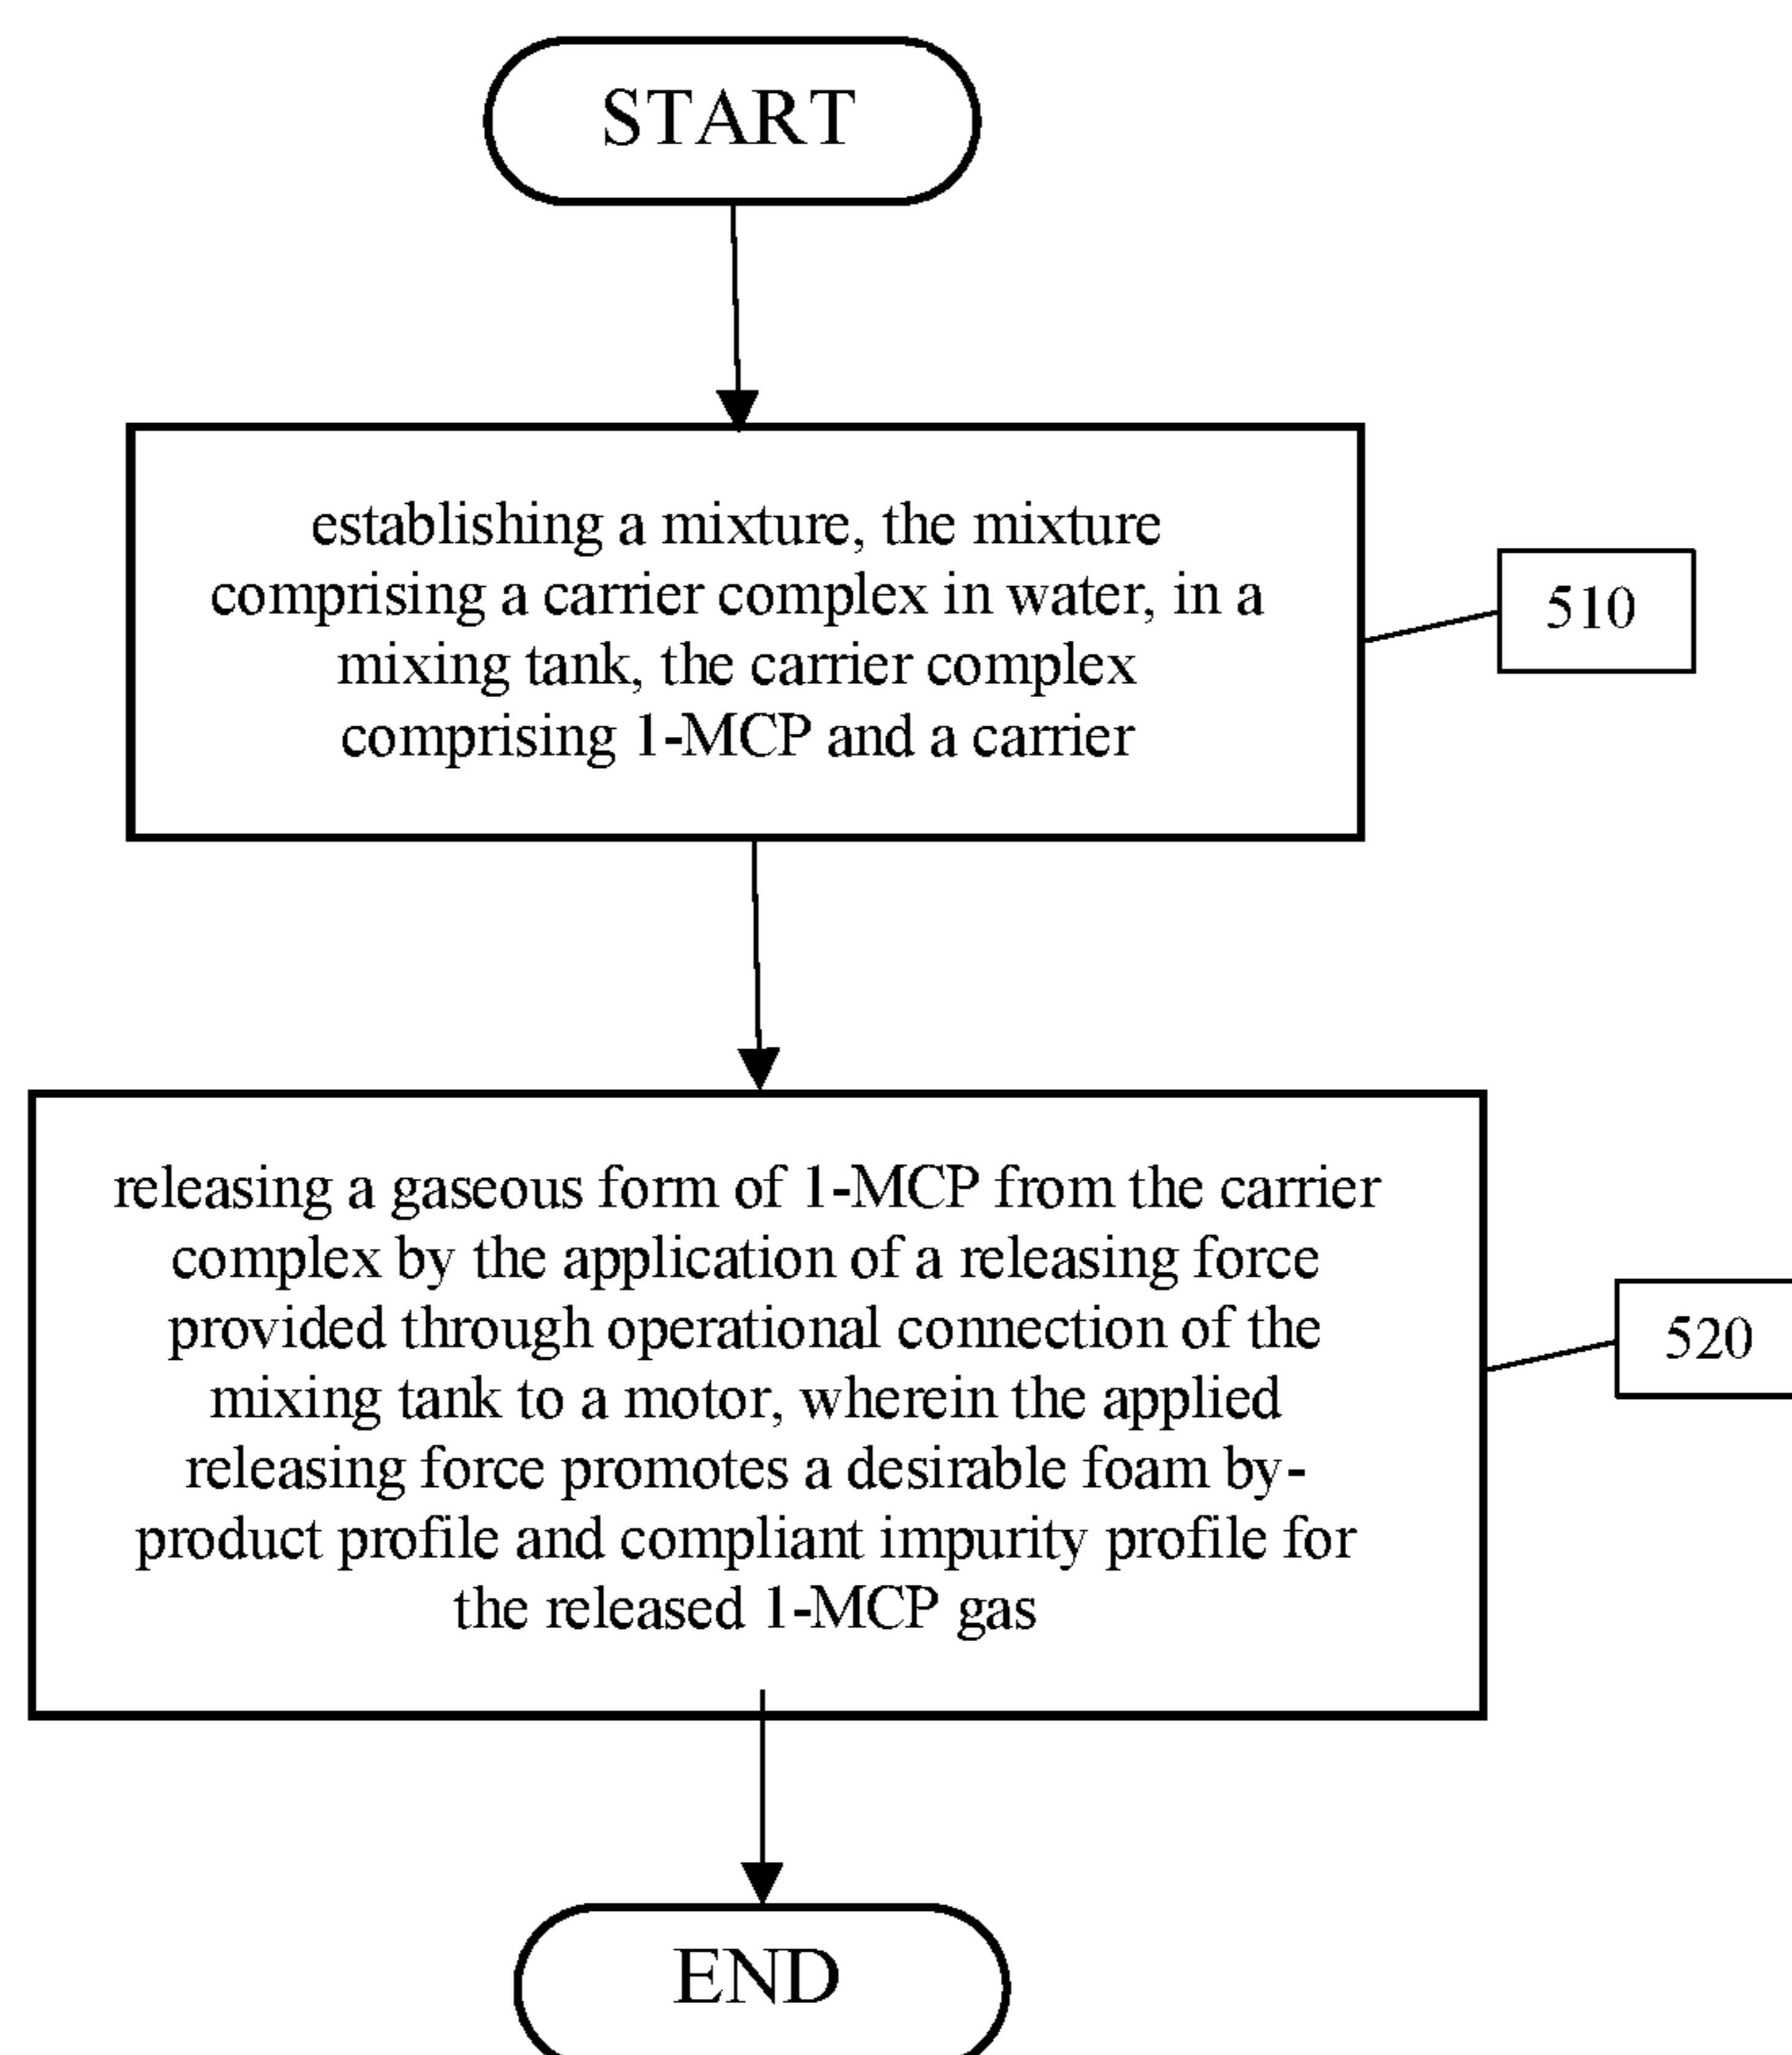 START
establishing a mixture, the mixture
comprising a carrier complex in water, in a
mixing tank, the carrier complex
comprising 1-MCP and a carrier
510
releasing a gaseous form of 1-MCP from the carrier
complex by the application of a releasing force
provided through operational connection of the
mixing tank to a motor, wherein the applied
releasing force promotes a desirable foam by-
product profile and compliant impurity profile for
the released 1-MCP gas
520
END